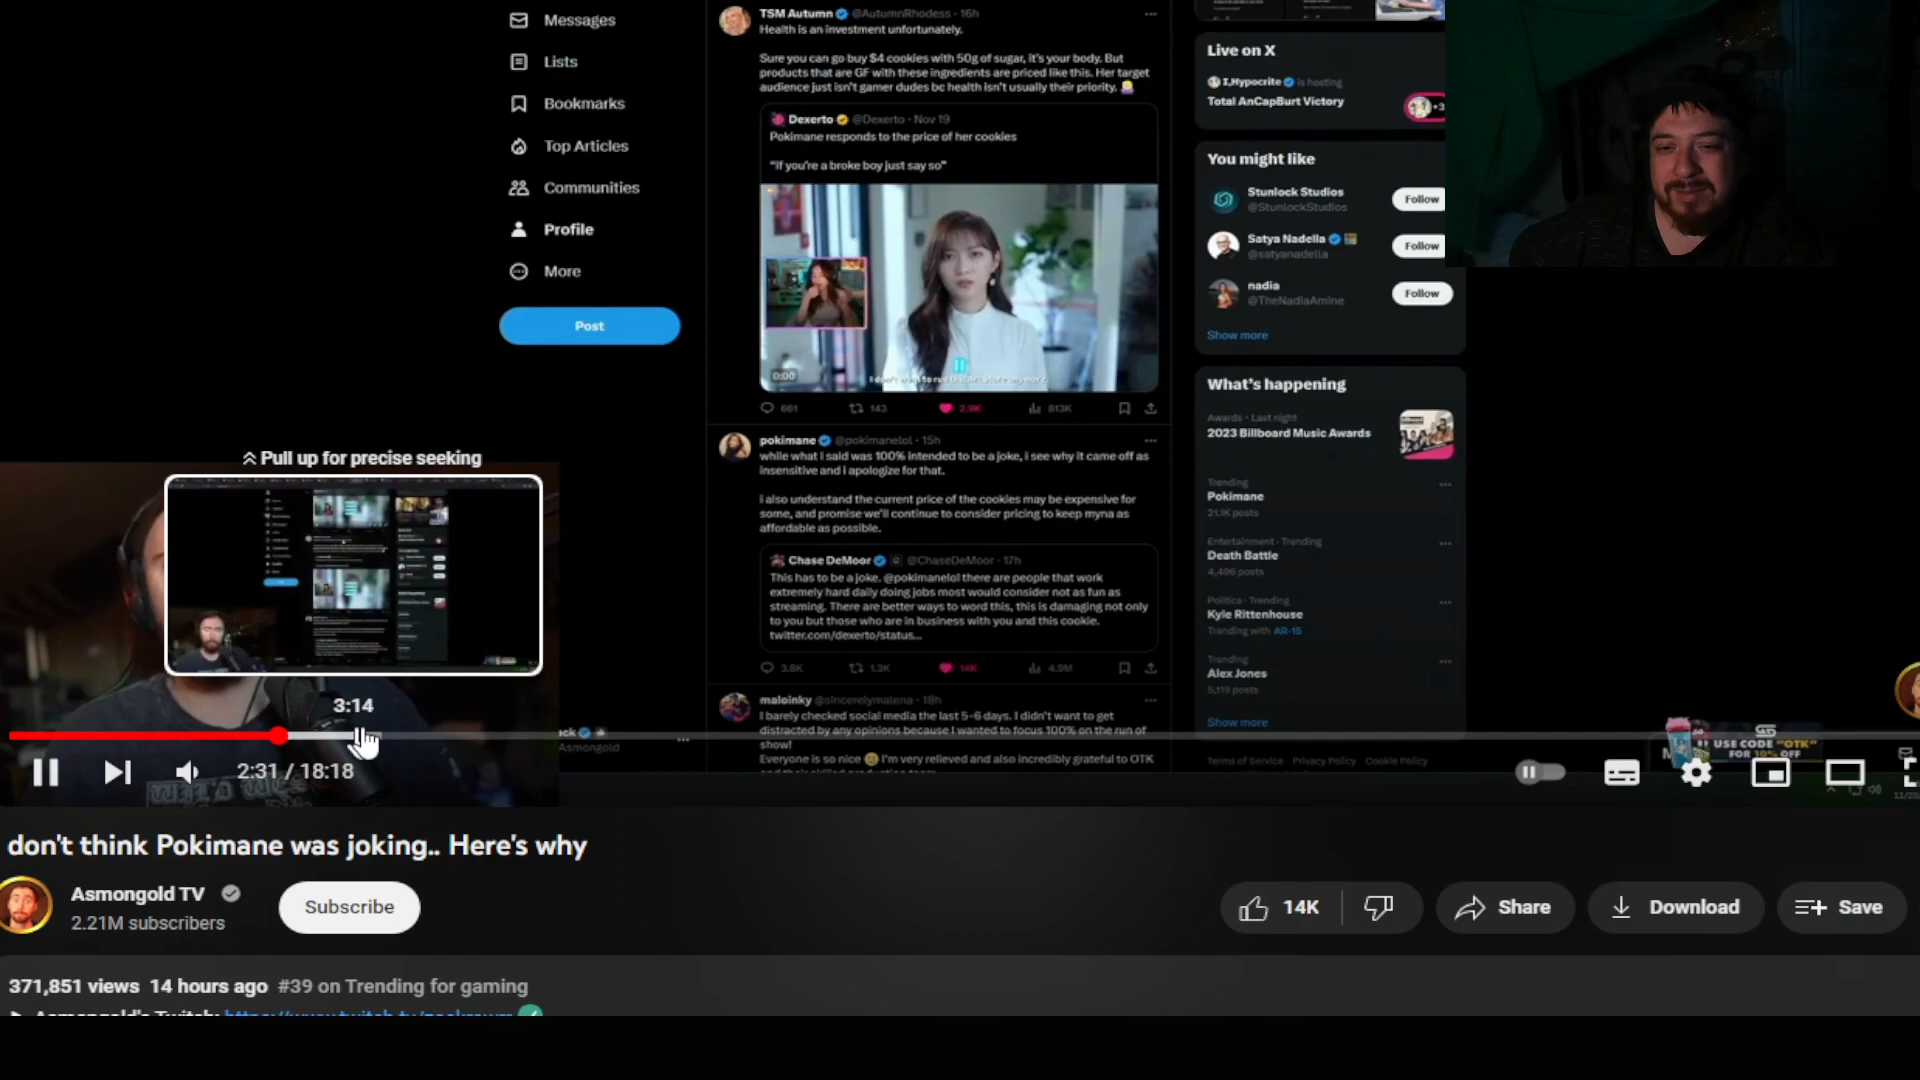 Messages
Lists
Bookmarks
Top Articles
Communities
Profile
More
Post
TSM Autumn @AutumnRhodess · 16h
Health is an investment unfortunately.
Sure you can go buy $4 cookies with 50g of sugar, it's your body. But
products that are GF with these ingredients are priced like this. Her target
audience just isn't gamer dudes bc health isn't usually their priority.
Dexerto @Dexerto · Nov 19
Pokimane responds to the price of her cookies
"If you're a broke boy just say so"
0:00
661 143 2.9K 813K
pokimane @pokimanelol · 15h
while what i said was 100% intended to be a joke, i see why it came off as
insensitive and i apologize for that.
i also understand the current price of the cookies may be expensive for
some, and promise we'll continue to consider pricing to keep myna as
affordable as possible.
Chase DeMoor @ChaseDeMoor · 17h
This has to be a joke. @pokimanelol there are people that work
extremely hard daily doing jobs most would consider not as fun as
streaming. There are better ways to word this, this is damaging not only
to you but those who are in business with you and this cookie.
twitter.com/dexerto/status...
3.8K 1.3K 14K 4.9M
maloinky @sincerelymalena · 18h
I barely checked social media the last 5-6 days. I didn't want to get
distracted by any opinions because I wanted to focus 100% on the run of
show!
Everyone is so nice I'm very relieved and also incredibly grateful to OTK
Live on X
I,Hypocrite is hosting
Total AnCapBurt Victory
+3
You might like
Stunlock Studios
@StunlockStudios
Follow
Satya Nadella
@satyanadella
Follow
nadia
@TheNadiaAmine
Follow
Show more
What's happening
Awards · Last night
2023 Billboard Music Awards
Trending
Pokimane
21.1K posts
Entertainment · Trending
Death Battle
4,496 posts
Politics · Trending
Kyle Rittenhouse
Trending with AR-15
Trending
Alex Jones
5,119 posts
Show more
Terms of Service Privacy Policy Cookie Policy
USE CODE "OTK"
FOR 10% OFF
Pull up for precise seeking
3:14
Asmongold
2:31 / 18:18
don't think Pokimane was joking.. Here's why
Asmongold TV
2.21M subscribers
Subscribe
14K
Share
Download
Save
371,851 views 14 hours ago #39 on Trending for gaming